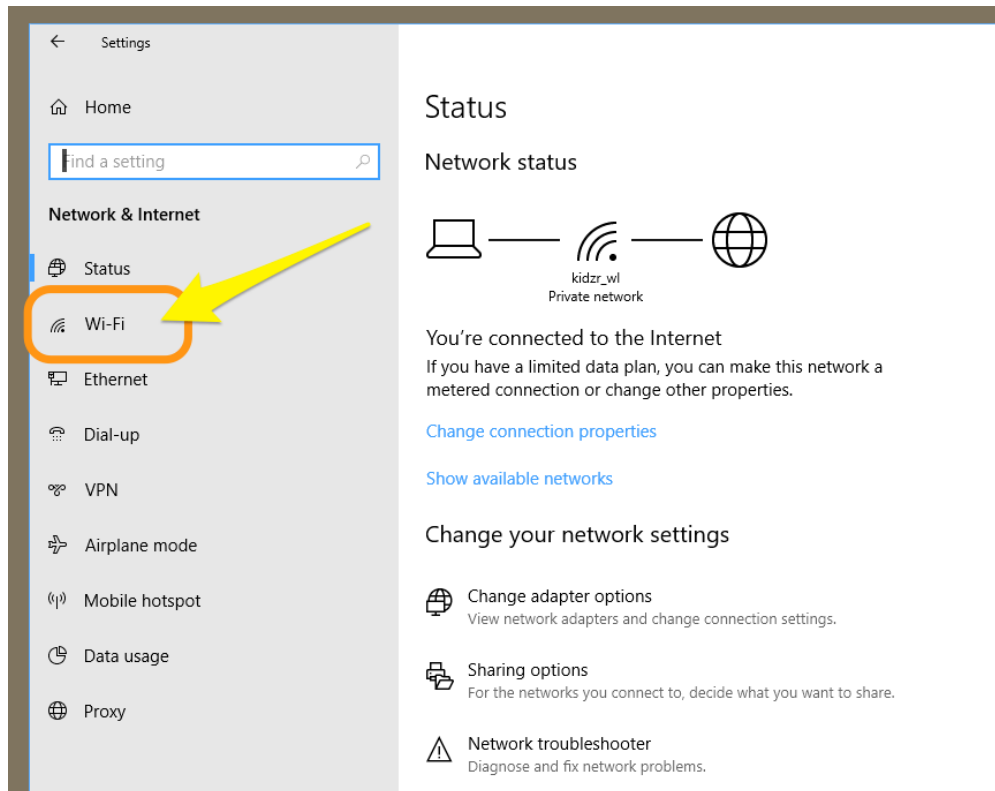 Settings
Home
Find a setting
Network & Internet
Status
Wi-Fi
Ethernet
Dial-up
VPN
Airplane mode
Mobile hotspot
Data usage
Proxy
Status
Network status
kidzr_wl
Private network
You're connected to the Internet
If you have a limited data plan, you can make this network a
metered connection or change other properties.
Change connection properties
Show available networks
Change your network settings
Change adapter options
View network adapters and change connection settings.
Sharing options
For the networks you connect to, decide what you want to share.
Network troubleshooter
Diagnose and fix network problems.